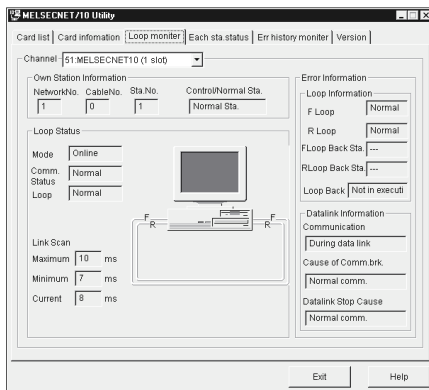 MELSECNET/10 Utility
Card list Card infomation Loop moniter Each sta.status Err history moniter Version
Channel 51:MELSECNET10 (1 slot)
Own Station Information
NetworkNo. CableNo. Sta.No. Control/Normal Sta.
1 0 1 Normal Sta.
Loop Status
Mode Online
Comm. Status Normal
Loop Normal
F R F R
Link Scan
Maximum 10 ms
Minimum 7 ms
Current 8 ms
Error Information
Loop Information
F Loop Normal
R Loop Normal
FLoop Back Sta. ---
RLoop Back Sta. ---
Loop Back Not in executi
Datalink Information
Communication
During data link
Cause of Comm.brk.
Normal comm.
Datalink Stop Cause
Normal comm.
Exit Help